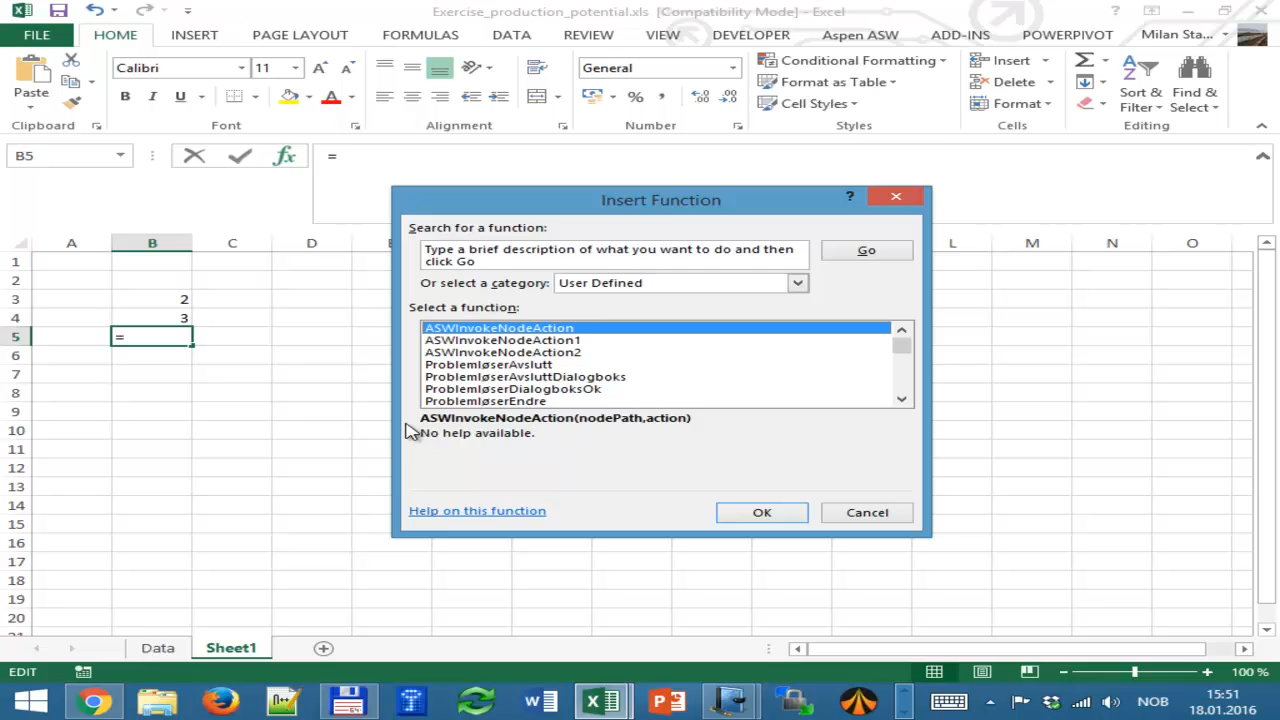 Exercise_production_potential.xls [Compatibility Mode] - Excel
FILE HOME INSERT PAGE LAYOUT FORMULAS DATA REVIEW VIEW DEVELOPER Aspen ASW ADD-INS POWERPIVOT Milan Sta...
Paste
Calibri 11
B I U A
General
% ,
Conditional Formatting
Format as Table
Cell Styles
Insert
Delete
Format
Sort & Filter
Find & Select
Clipboard Font Alignment Number Styles Cells Editing
B5 fx =
Insert Function
Search for a function:
Type a brief description of what you want to do and then click Go
Go
Or select a category: User Defined
Select a function:
ASWInvokeNodeAction
ASWInvokeNodeAction1
ASWInvokeNodeAction2
ProblemløserAvslutt
ProblemløserAvsluttDialogboks
ProblemløserDialogboksOk
ProblemløserEndre
ASWInvokeNodeAction(nodePath,action)
No help available.
Help on this function
OK Cancel
A B C D L M N O
1
2
3 2
4 3
5 =
6
7
8
9
10
11
12
13
14
15
16
17
18
19
20
Data Sheet1
EDIT
100 %
NOB
15:51
18.01.2016